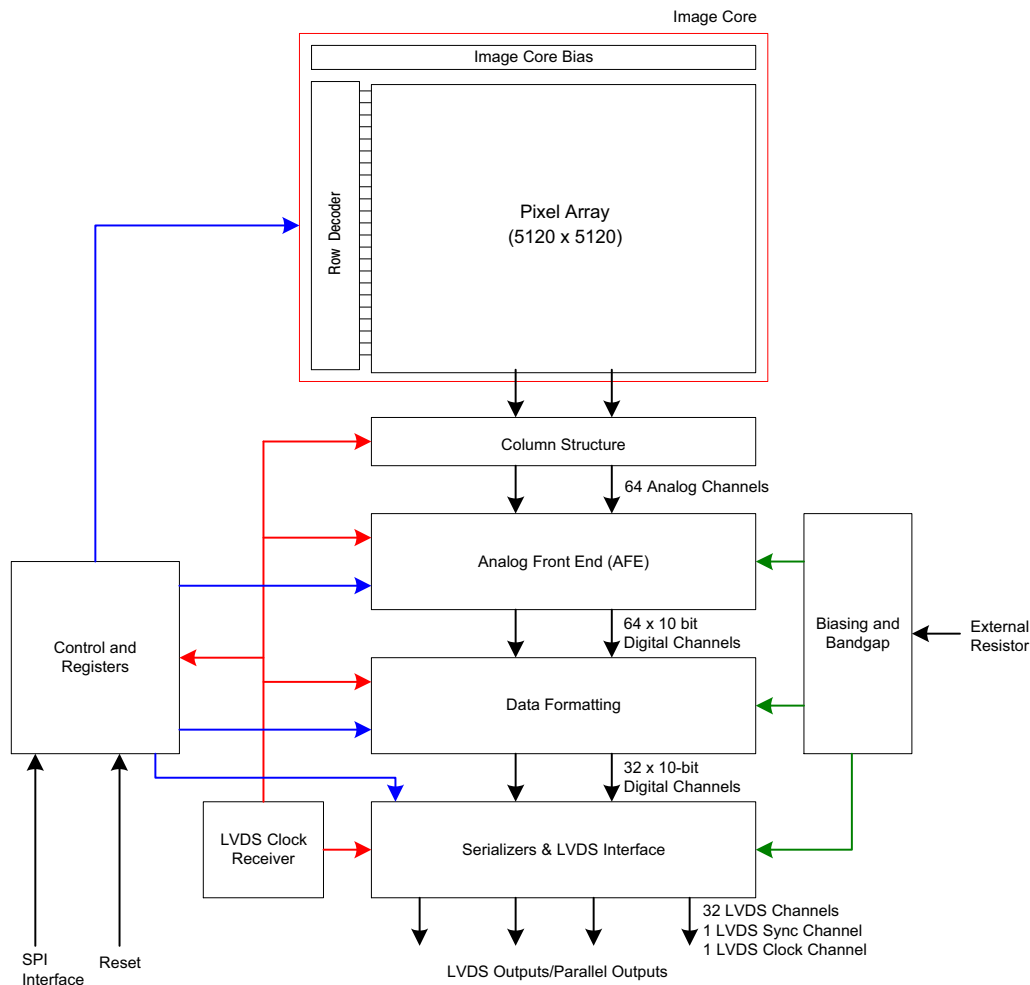 Image Core
Image Core Bias
Row Decoder
Pixel Array
(5120 x 5120)
Column Structure
64 Analog Channels
Analog Front End (AFE)
64 x 10 bit
Digital Channels
Control and
Registers
Biasing and
Bandgap
External
Resistor
Data Formatting
32 x 10-bit
Digital Channels
LVDS Clock
Receiver
Serializers & LVDS Interface
32 LVDS Channels
1 LVDS Sync Channel
1 LVDS Clock Channel
SPI
Interface
Reset
LVDS Outputs/Parallel Outputs